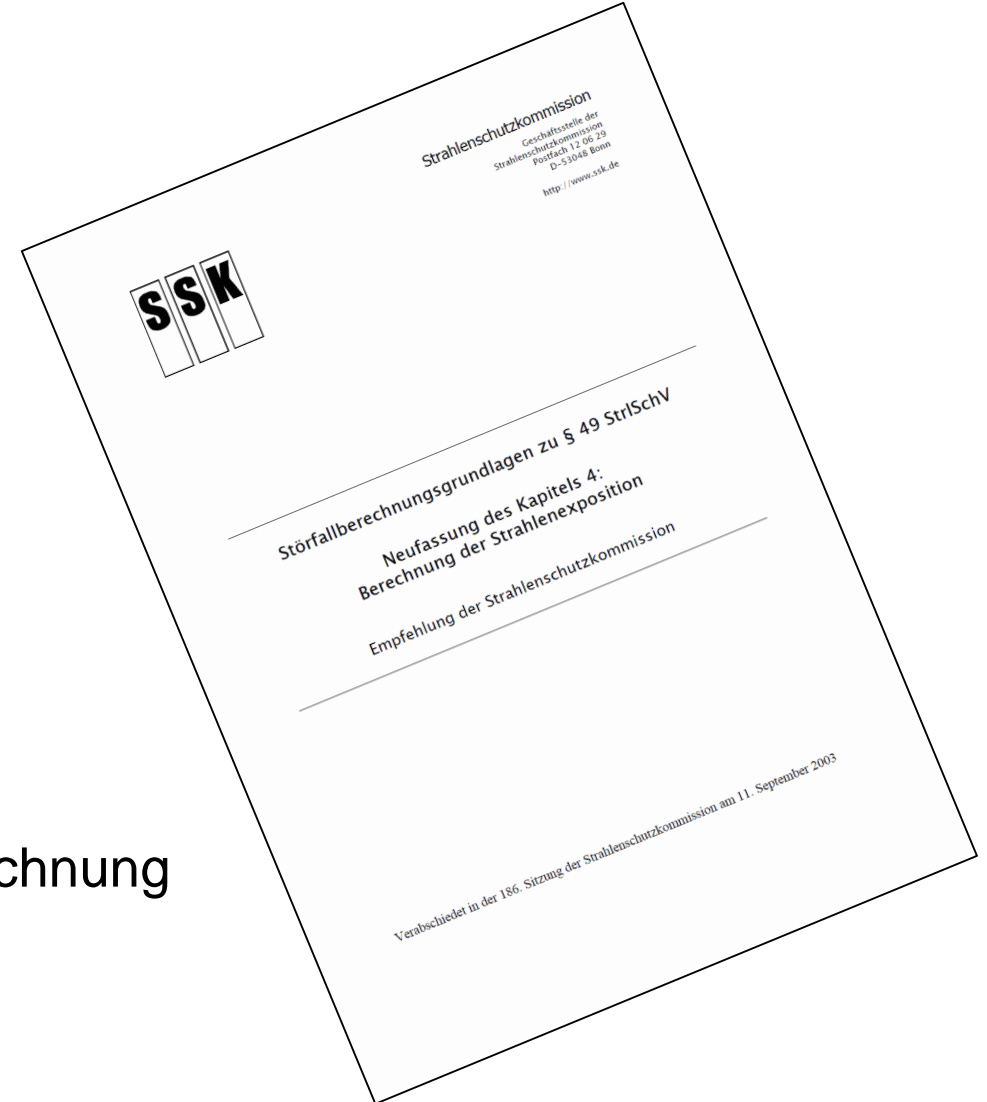 Strahlenschutzkommission
Geschäftsstelle der
Strahlenschutzkommission
Postfach 12 06 29
D-53048 Bonn
http://www.ssk.de
SSK
Störfallberechnungsgrundlagen zu § 49 StrlSchV
Neufassung des Kapitels 4:
Berechnung der Strahlenexposition
Empfehlung der Strahlenschutzkommission
Verabschiedet in der 186. Sitzung der Strahlenschutzkommission am 11. September 2003
chnung